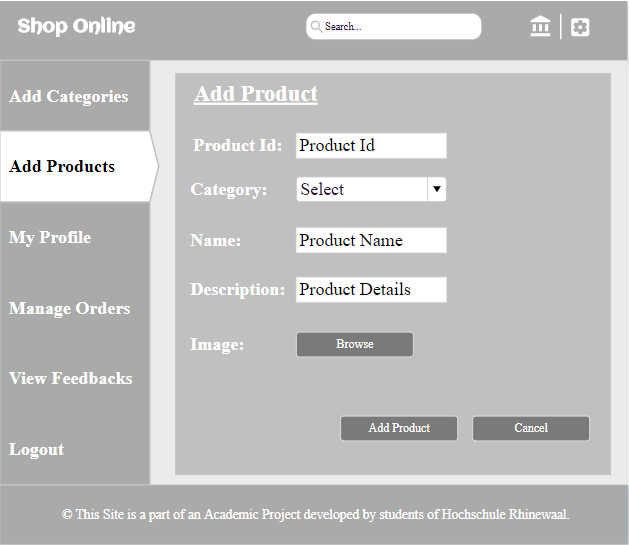 Shop Online
Search...
Add Categories
Add Products
My Profile
Manage Orders
View Feedbacks
Logout
Add Product
Product Id: Product Id
Category: Select
Name: Product Name
Description: Product Details
Image: Browse
Add Product Cancel
© This Site is a part of an Academic Project developed by students of Hochschule Rhinewaal.